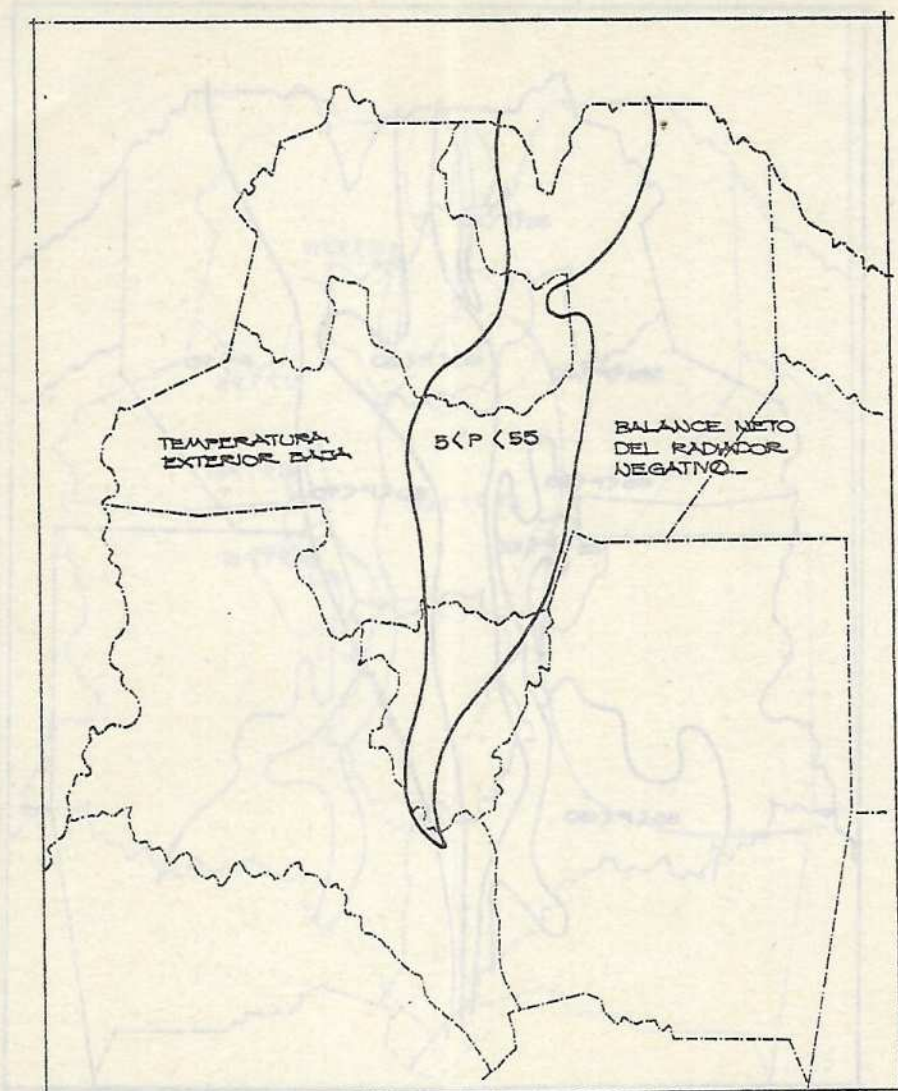 TEMPERATURA
EXTERIOR BAJA
5<P<55
BALANCE NETO
DEL RADIADOR
NEGATIVO._